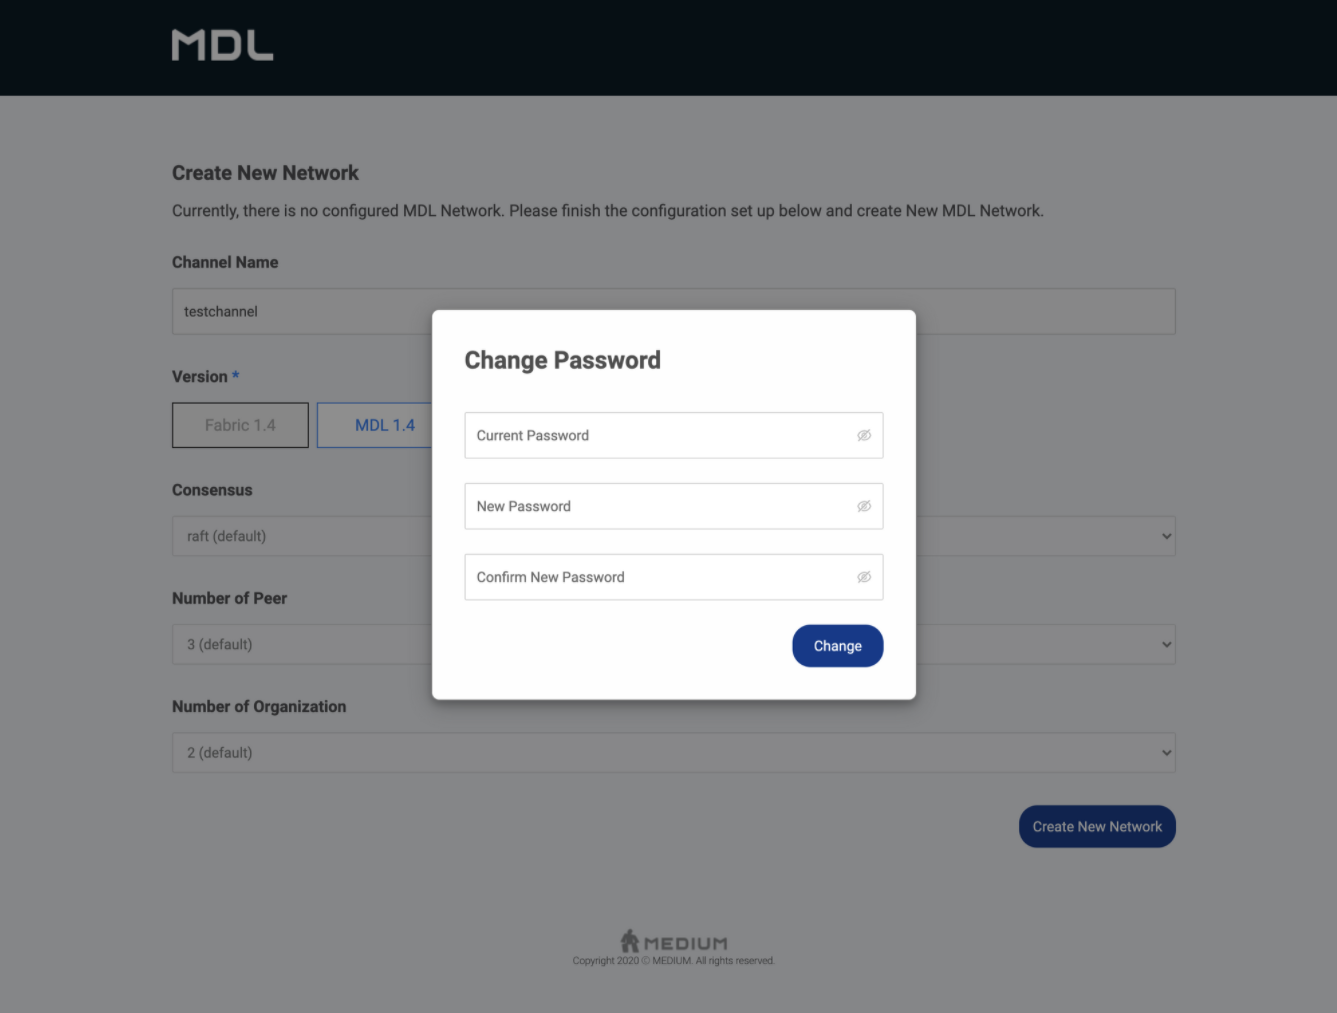 MDL
Create New Network
Currently, there is no configured MDL Network. Please finish the configuration set up below and create New MDL Network.
Channel Name
testchannel
Version *
Fabric 1.4
MDL 1.4
Consensus
raft (default)
Number of Peer
3 (default)
Number of Organization
2 (default)
Change Password
Current Password
New Password
Confirm New Password
Change
Create New Network
MEDIUM
Copyright 2020 © MEDIUM. All rights reserved.